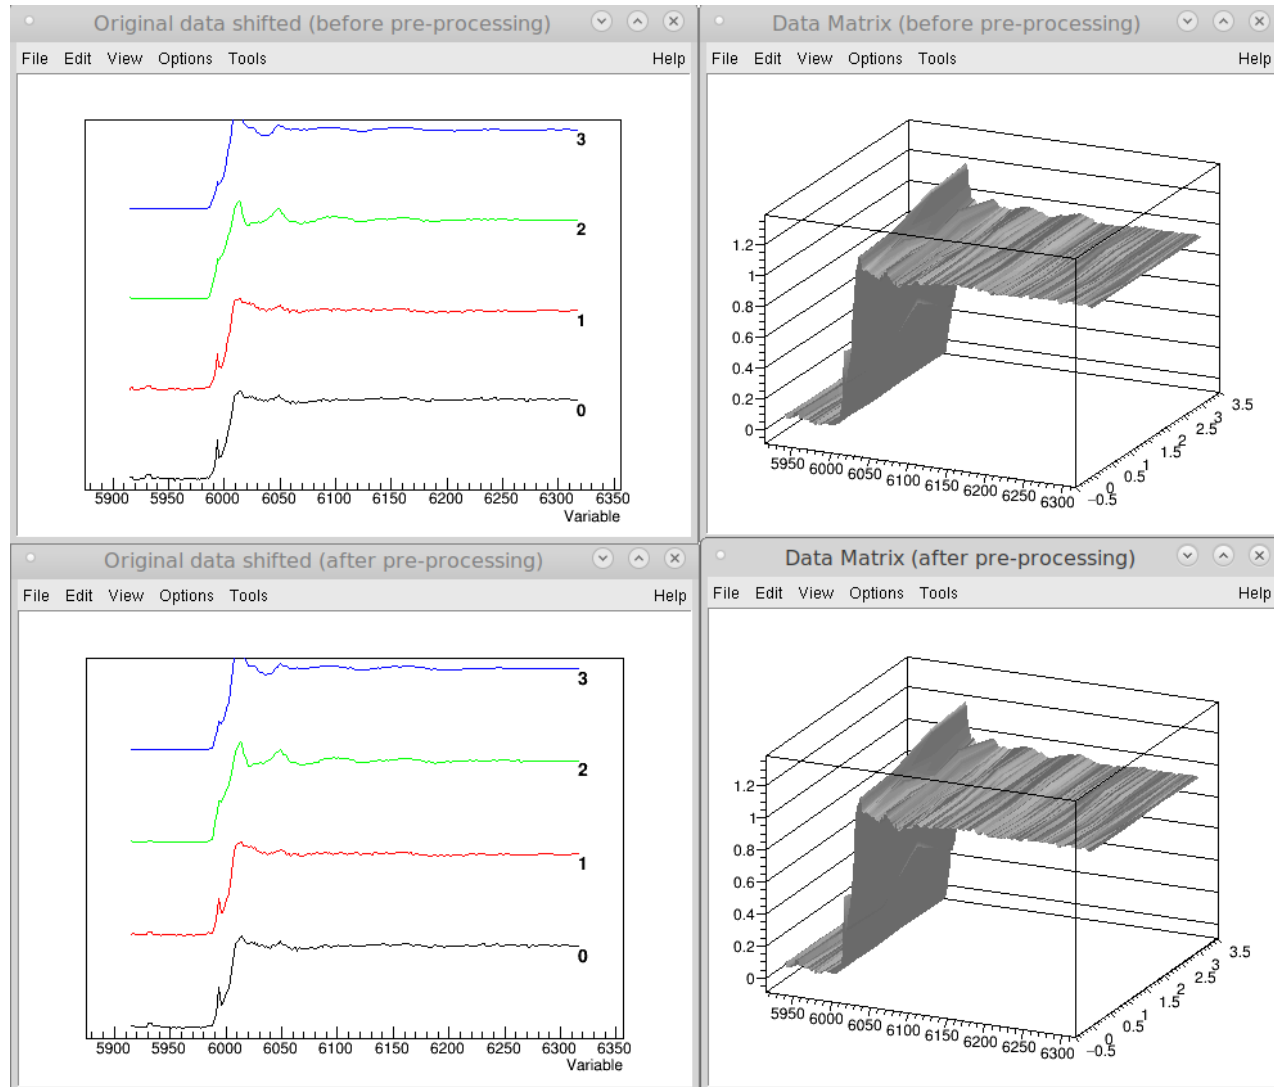 Original data shifted (before pre-processing)
File Edit View Options Tools Help
3
2
1
0
5900 5950 6000 6050 6100 6150 6200 6250 6300 6350
Variable
Data Matrix (before pre-processing)
File Edit View Options Tools Help
1.2
1
0.8
0.6
0.4
0.2
0
5950 6000 6050 6100 6150 6200 6250 6300
−0.5 0 0.5 1 1.5 2 2.5 3 3.5
Original data shifted (after pre-processing)
File Edit View Options Tools Help
3
2
1
0
5900 5950 6000 6050 6100 6150 6200 6250 6300 6350
Variable
Data Matrix (after pre-processing)
File Edit View Options Tools Help
1.2
1
0.8
0.6
0.4
0.2
0
5950 6000 6050 6100 6150 6200 6250 6300
−0.5 0 0.5 1 1.5 2 2.5 3 3.5